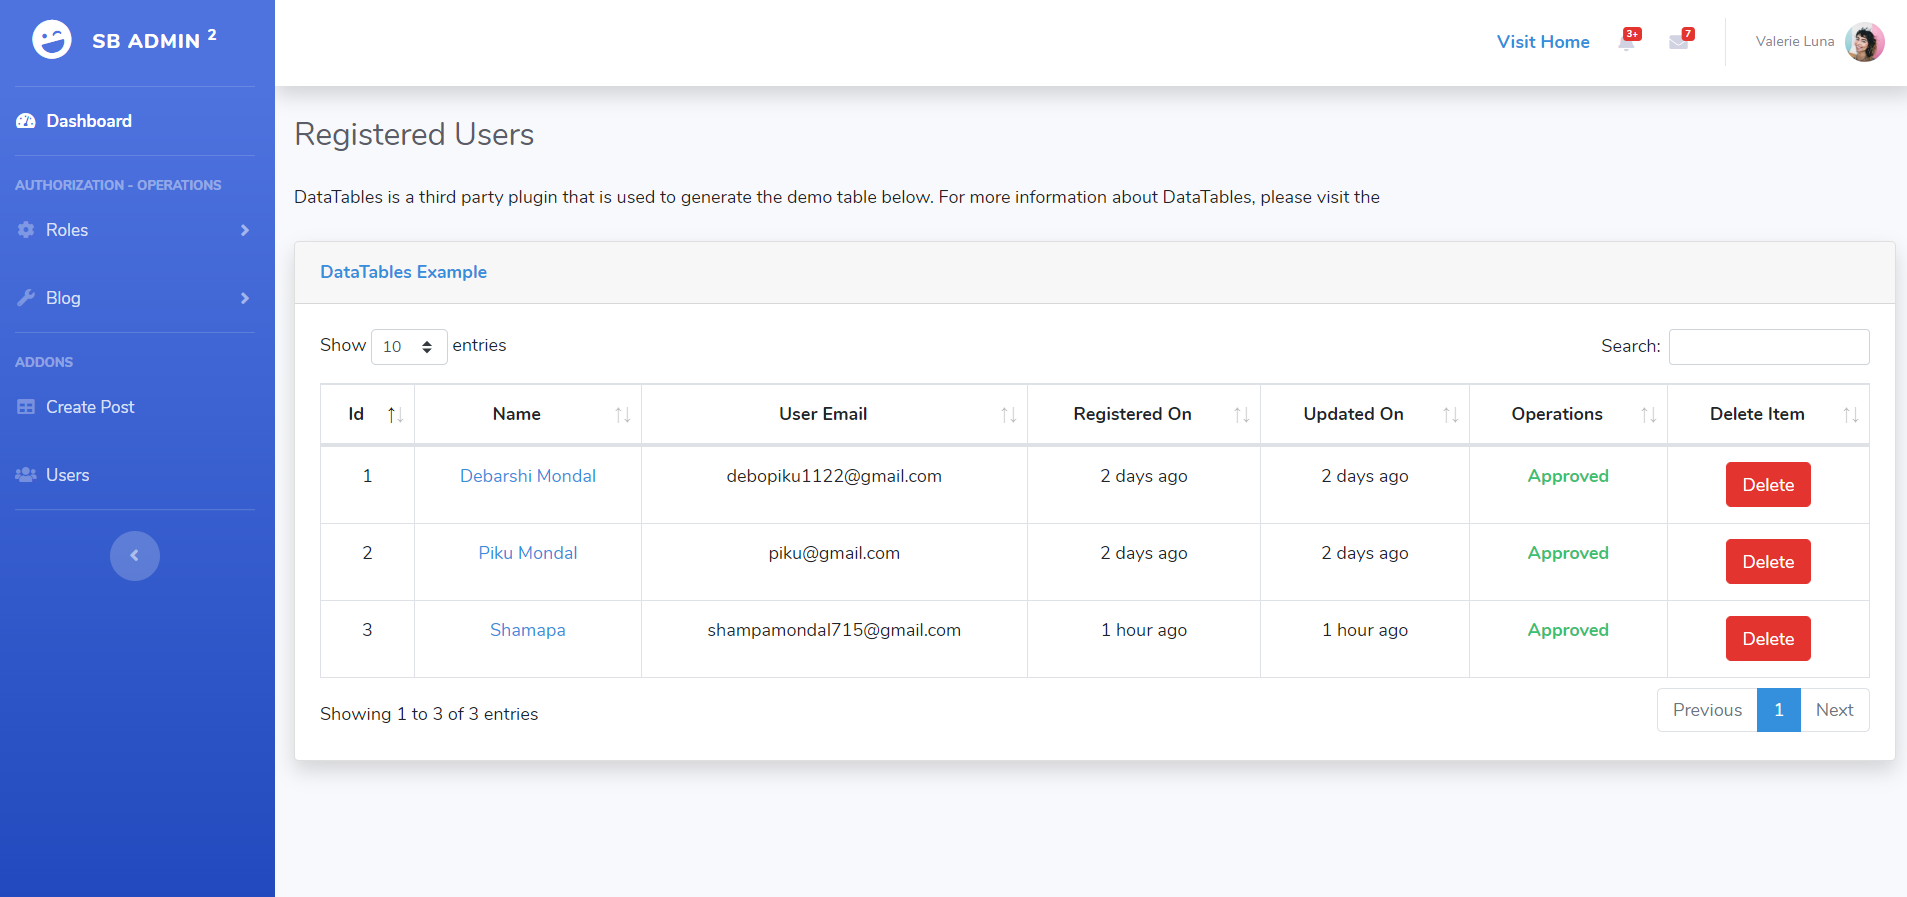 SB ADMIN 2
Visit Home
3+
7
Valerie Luna
Dashboard
AUTHORIZATION - OPERATIONS
Roles
Blog
ADDONS
Create Post
Users
Registered Users
DataTables is a third party plugin that is used to generate the demo table below. For more information about DataTables, please visit the
DataTables Example
Show 10 entries
Search:
Id Name User Email Registered On Updated On Operations Delete Item
1 Debarshi Mondal debopiku1122@gmail.com 2 days ago 2 days ago Approved Delete
2 Piku Mondal piku@gmail.com 2 days ago 2 days ago Approved Delete
3 Shamapa shampamondal715@gmail.com 1 hour ago 1 hour ago Approved Delete
Showing 1 to 3 of 3 entries
Previous 1 Next